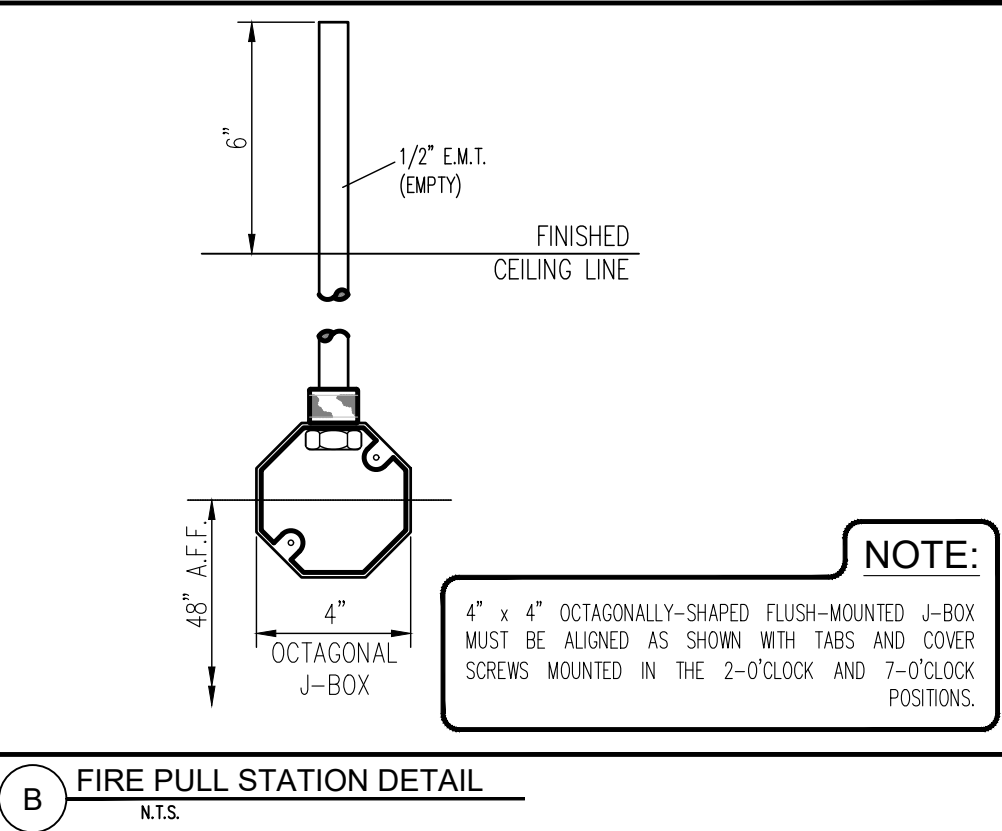 6"
1/2" E.M.T.
(EMPTY)
FINISHED
CEILING LINE
48" A.F.F.
4"
OCTAGONAL
J-BOX
NOTE:
4" x 4" OCTAGONALLY-SHAPED FLUSH-MOUNTED J-BOX
MUST BE ALIGNED AS SHOWN WITH TABS AND COVER
SCREWS MOUNTED IN THE 2-O'CLOCK AND 7-O'CLOCK
POSITIONS.
B FIRE PULL STATION DETAIL
N.T.S.